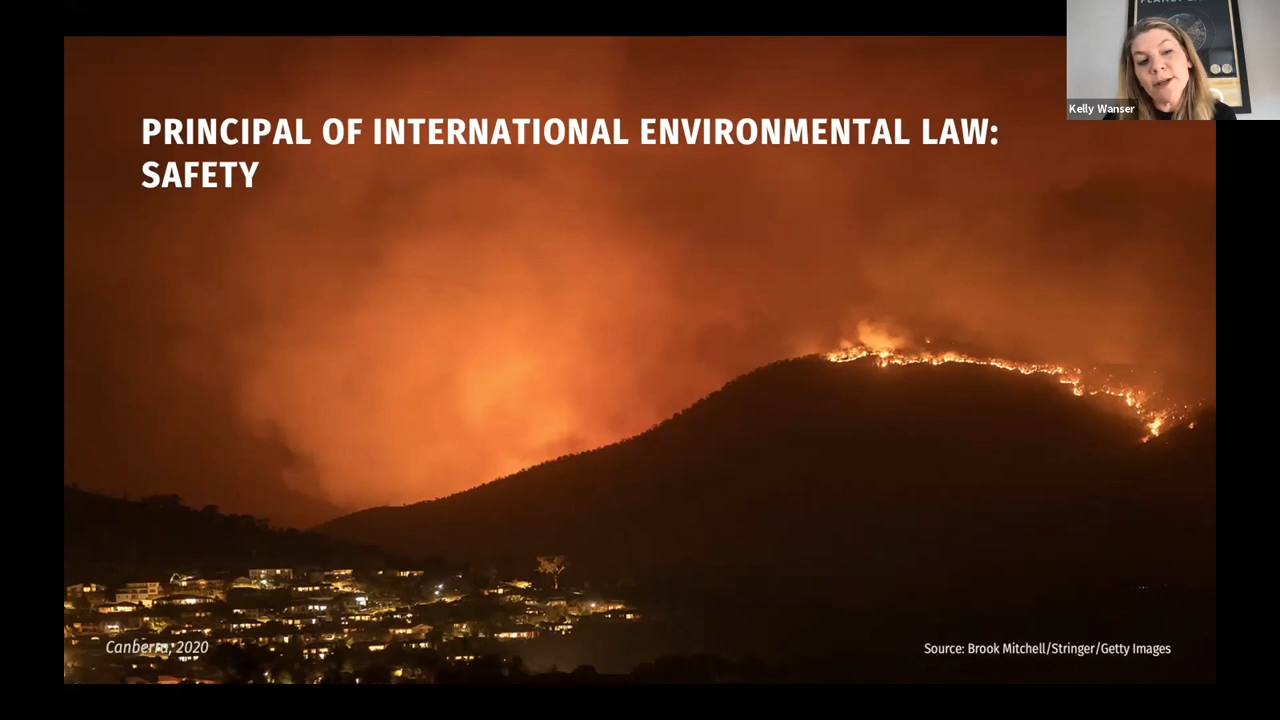 PRINCIPAL OF INTERNATIONAL ENVIRONMENTAL LAW:
SAFETY
Kelly Wanser
Canberra, 2020
Source: Brook Mitchell/Stringer/Getty Images